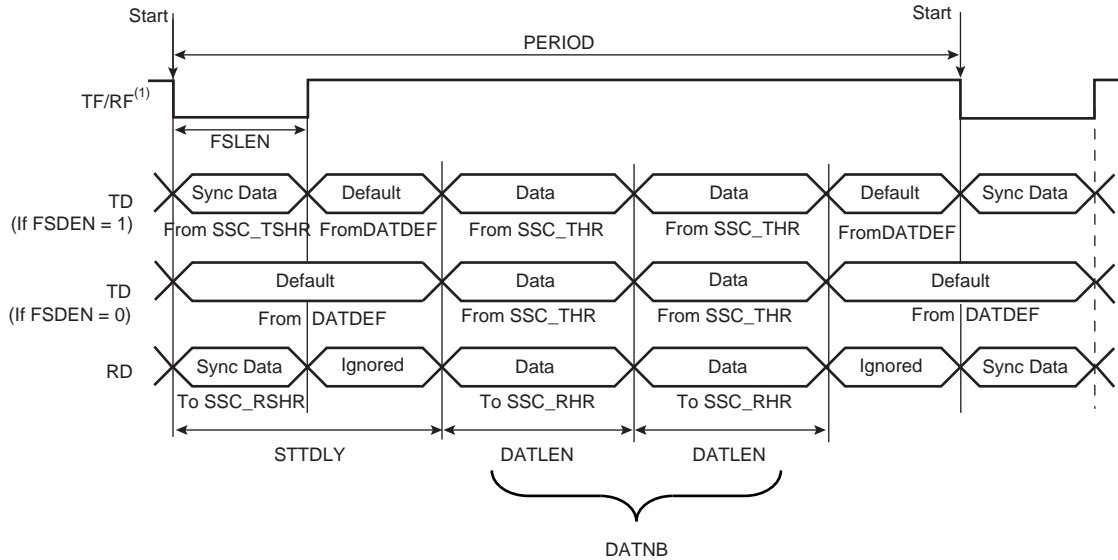 Start Start
PERIOD
TF/RF(1)
FSLEN
TD
(If FSDEN = 1)
Sync Data Default Data Data Default Sync Data
From SSC_TSHR FromDATDEF From SSC_THR From SSC_THR FromDATDEF
TD
(If FSDEN = 0)
Default Data Data Default
From DATDEF From SSC_THR From SSC_THR From DATDEF
RD Sync Data Ignored Data Data Ignored Sync Data
To SSC_RSHR To SSC_RHR To SSC_RHR
STTDLY DATLEN DATLEN
DATNB